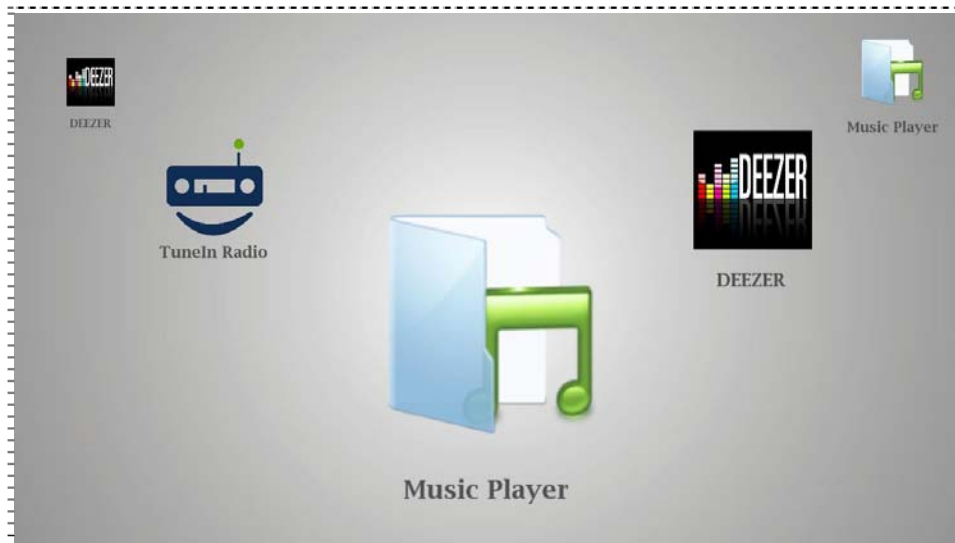 DEEZER
DEEZER
Music Player
DEEZER
TuneIn Radio
DEEZER
Music Player